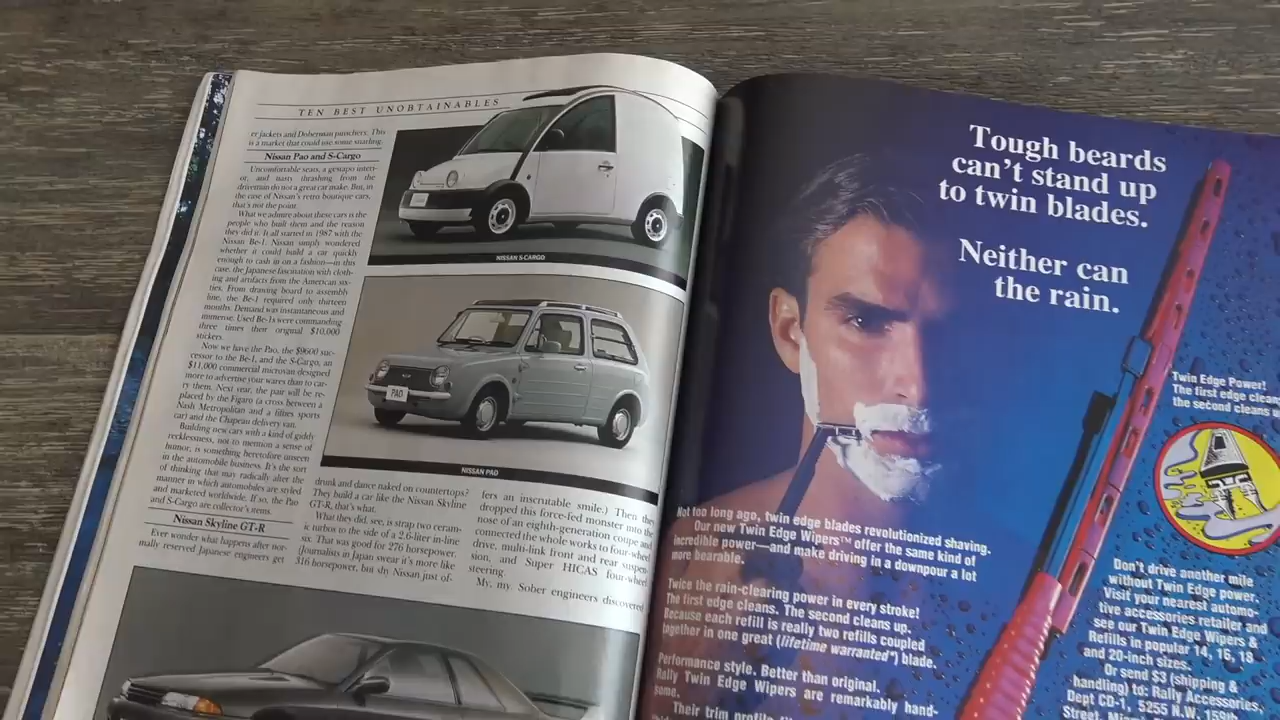 TEN BEST UNOBTAINABLES
er jackets and Doberman pinschers. This
is a market that could use some snarling.
Nissan Pao and S-Cargo
Uncomfortable seats, a gestapo interi-
or, and nasty thrashing from the
drivetrain do not a great car make. But, in
the case of Nissan's retro boutique cars,
that's not the point.
What we admire about these cars is the
people who built them and the reason
they did it. It all started in 1987 with the
Nissan Be-1. Nissan simply wondered
whether it could build a car quickly
enough to cash in on a fashion—in this
case, the Japanese fascination with cloth-
ing and artifacts from the American six-
ties. From drawing board to assembly
line, the Be-1 required only thirteen
months. Demand was instantaneous and
immense. Used Be-1s were commanding
three times their original $10,000
stickers.
Now we have the Pao, the $9600 suc-
cessor to the Be-1, and the S-Cargo, an
$11,000 commercial microvan designed
more to advertise your wares than to car-
ry them. Next year, the pair will be re-
placed by the Figaro (a cross between a
Nash Metropolitan and a fifties sports
car) and the Chapeau delivery van.
Building new cars with a kind of giddy
recklessness, not to mention a sense of
humor, is something heretofore unseen
in the automobile business. It's the sort
of thinking that may radically alter the
manner in which automobiles are styled
and marketed worldwide. If so, the Pao
and S-Cargo are collector's items.
Nissan Skyline GT-R
Ever wonder what happens after nor-
mally reserved Japanese engineers get
NISSAN S-CARGO
PAO
NISSAN PAO
drunk and dance naked on countertops?
They build a car like the Nissan Skyline
GT-R, that's what.
What they did, see, is strap two ceram-
ic turbos to the side of a 2.6-liter in-line
six. That was good for 276 horsepower.
(Journalists in Japan swear it's more like
316 horsepower, but shy Nissan just of-
fers an inscrutable smile.) Then they
dropped this force-fed monster into the
nose of an eighth-generation coupe and
connected the whole works to four-wheel
drive, multi-link front and rear suspen-
sion, and Super HICAS four-wheel
steering.
My, my. Sober engineers discovered
Tough beards
can't stand up
to twin blades.
Neither can
the rain.
Not too long ago, twin edge blades revolutionized shaving.
Our new Twin Edge Wipers™ offer the same kind of
incredible power—and make driving in a downpour a lot
more bearable.
Twice the rain-clearing power in every stroke!
The first edge cleans. The second cleans up.
Because each refill is really two refills coupled
together in one great (lifetime warranted*) blade.
Performance style. Better than original.
Rally Twin Edge Wipers are remarkably hand-
some.
Their trim profile
Twin Edge Power!
The first edge clean
the second cleans
Don't drive another mile
without Twin Edge power.
Visit your nearest automo-
tive accessories retailer and
see our Twin Edge Wipers &
Refills in popular 14, 16, 18
and 20-inch sizes.
Or send $3 (shipping &
handling) to: Rally Accessories,
Dept CD-1, 5255 N.W. 159th
Street,